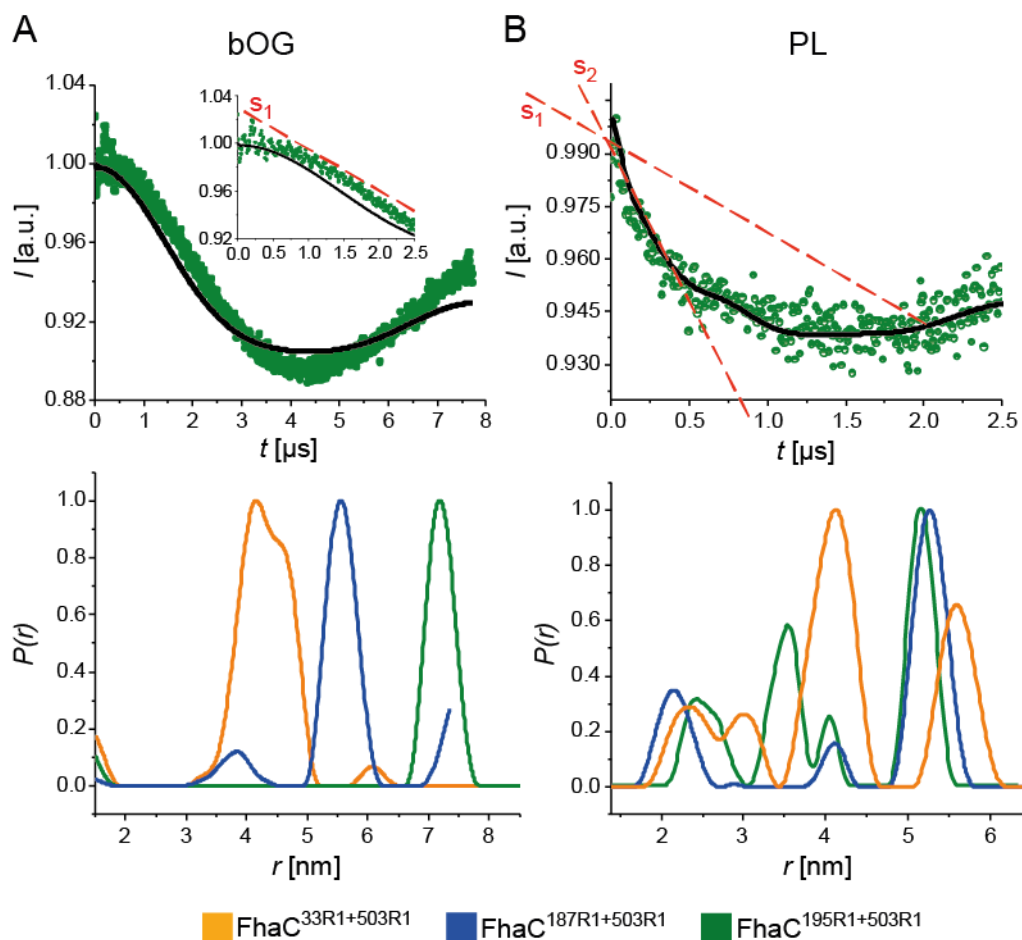 A
bOG
B
PL
1.04
1.00
0.96
0.92
0.88
I [a.u.]
0 1 2 3 4 5 6 7 8
t [µs]
1.04
1.00
0.96
0.92
0.0 0.5 1.0 1.5 2.0 2.5
s₁
s₂
s₁
0.990
0.975
0.960
0.945
0.930
I [a.u.]
0.0 0.5 1.0 1.5 2.0 2.5
t [µs]
1.0
0.8
0.6
0.4
0.2
0.0
P(r)
2 3 4 5 6 7 8
r [nm]
1.0
0.8
0.6
0.4
0.2
0.0
P(r)
2 3 4 5 6
r [nm]
FhaC³³ᴿ¹⁺⁵⁰³ᴿ¹ FhaC¹⁸⁷ᴿ¹⁺⁵⁰³ᴿ¹ FhaC¹⁹⁵ᴿ¹⁺⁵⁰³ᴿ¹